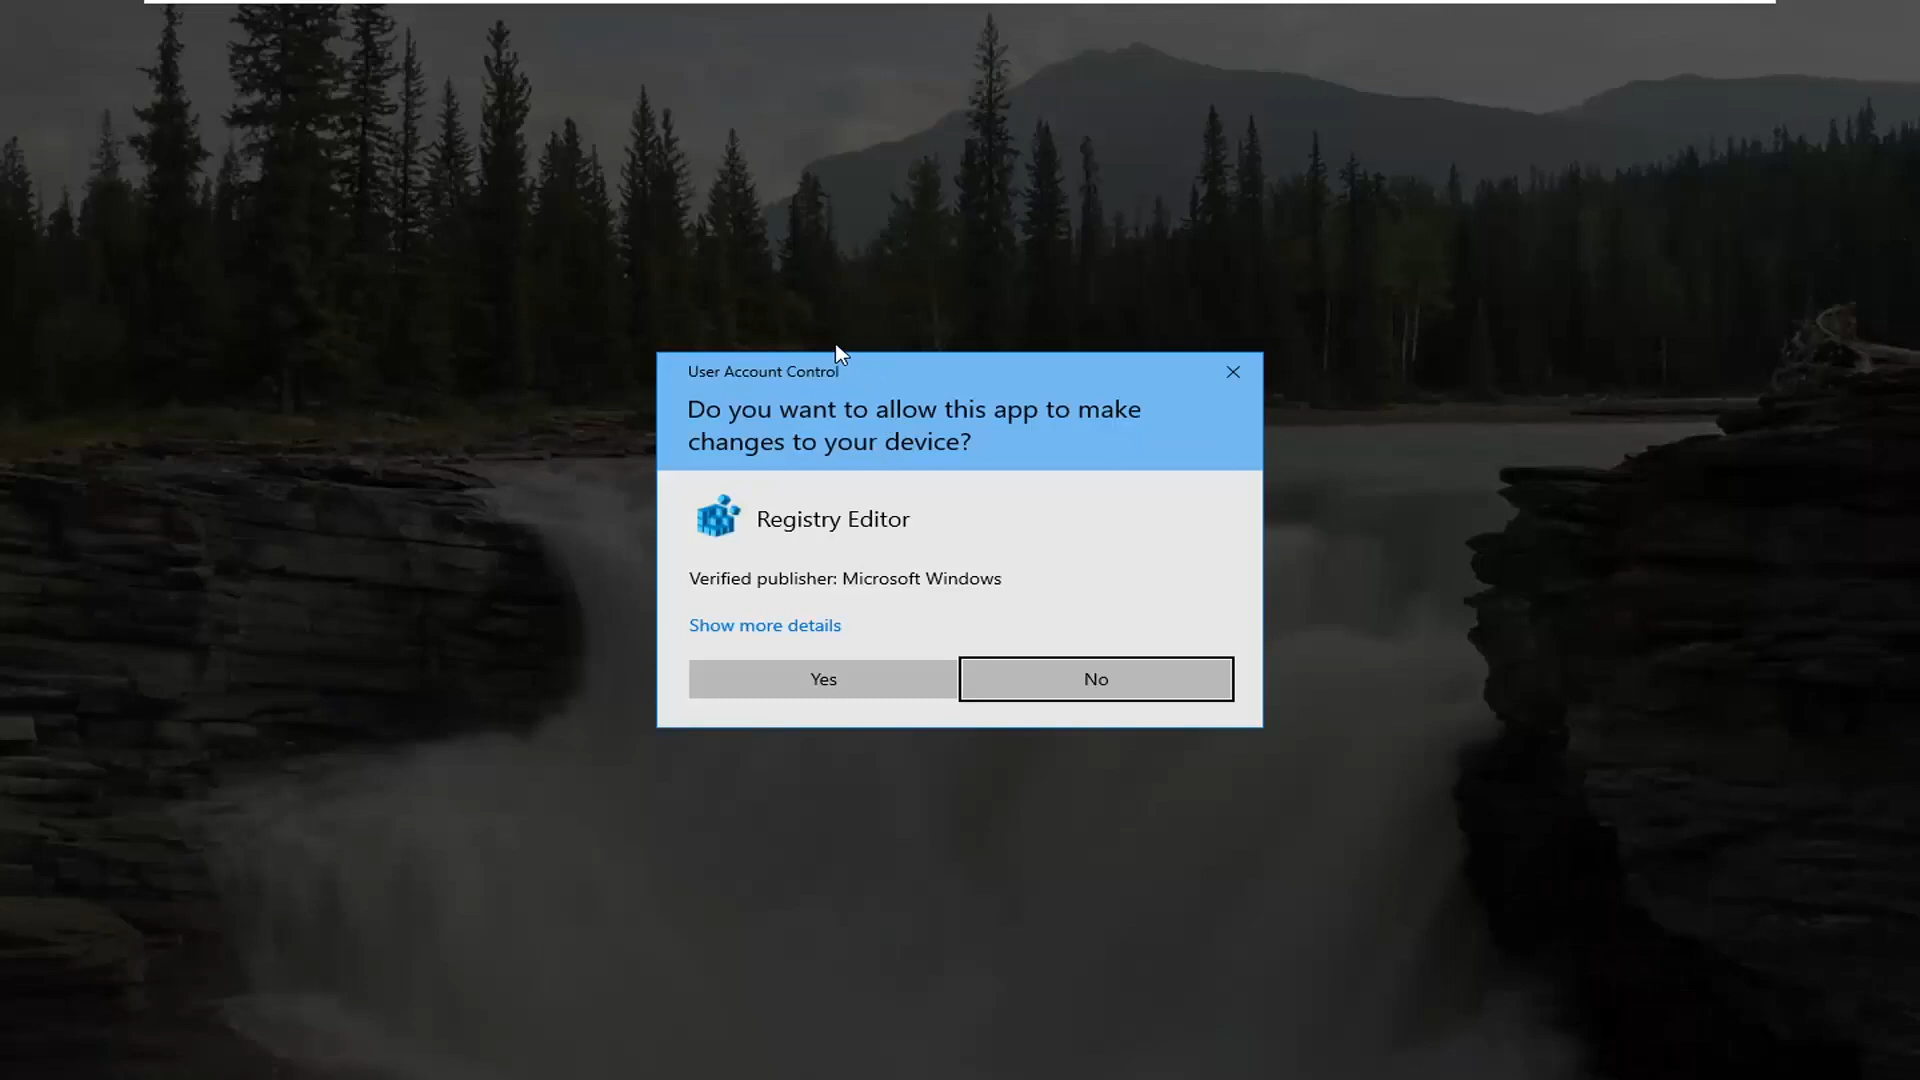 User Account Control
Do you want to allow this app to make
changes to your device?
Registry Editor
Verified publisher: Microsoft Windows
Show more details
Yes
No